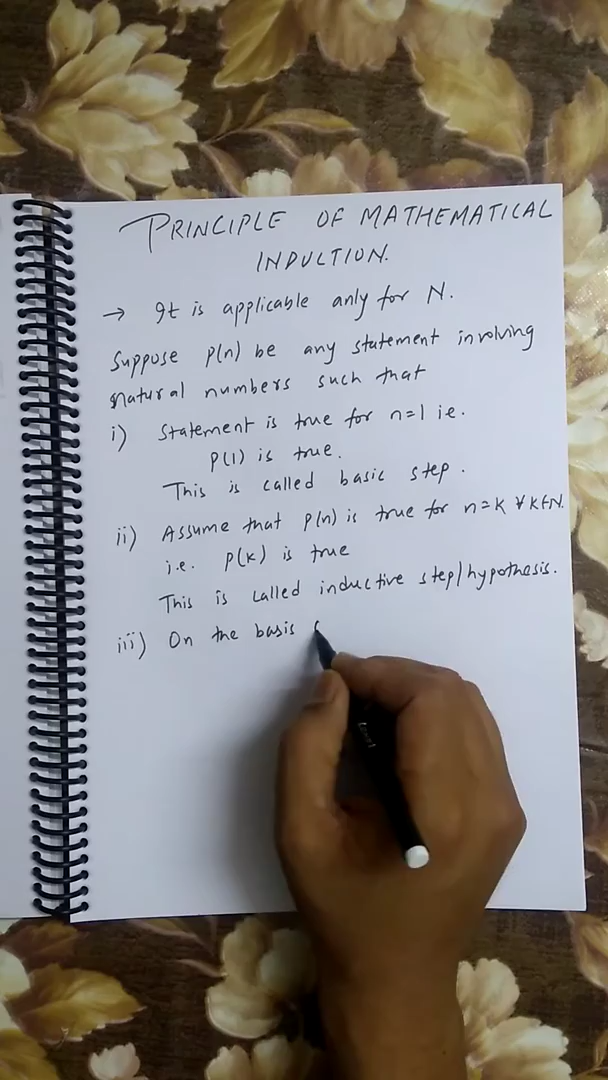 PRINCIPLE OF MATHEMATICAL
INDUCTION.
→ It is applicable only for N.
Suppose P(n) be any statement involving
natural numbers such that
i) Statement is true for n=1 i.e.
P(1) is true.
This is called basic step.
ii) Assume that P(n) is true for n=k ∀ k∈N.
i.e. P(k) is true
This is called inductive step/hypothesis.
iii) On the basis